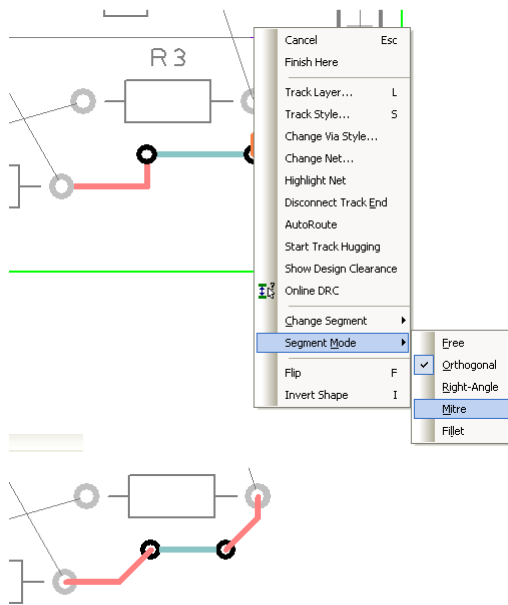 R3
Cancel Esc
Finish Here
Track Layer... L
Track Style... S
Change Via Style...
Change Net...
Highlight Net
Disconnect Track End
AutoRoute
Start Track Hugging
Show Design Clearance
Online DRC
Change Segment
Segment Mode
Flip F
Invert Shape I
Free
Orthogonal
Right-Angle
Mitre
Fillet